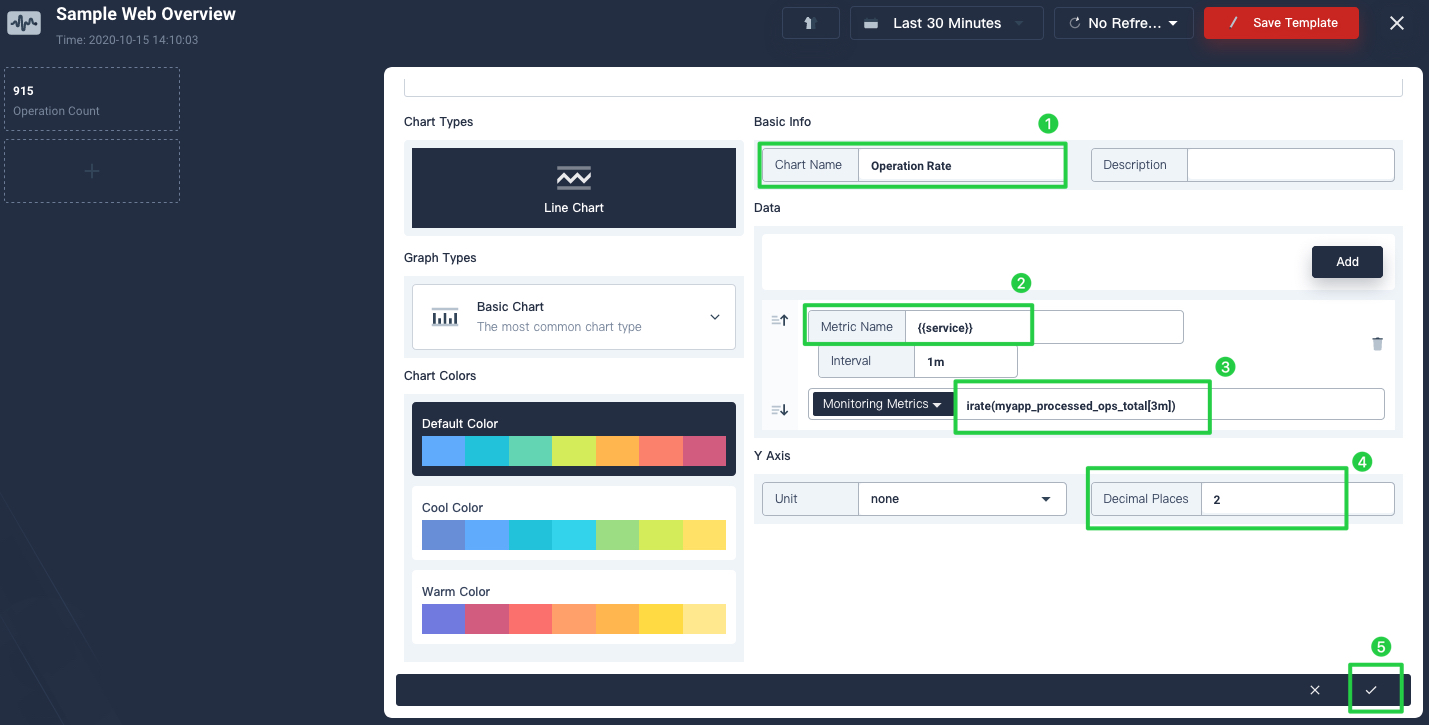 Sample Web Overview
Time: 2020-10-15 14:10:03
Last 30 Minutes
No Refre...
Save Template
915
Operation Count
Chart Types
Line Chart
Graph Types
Basic Chart
The most common chart type
Chart Colors
Default Color
Cool Color
Warm Color
Basic Info
1
Chart Name Operation Rate
Description
Data
Add
2
Metric Name {{service}}
Interval 1m
3
Monitoring Metrics irate(myapp_processed_ops_total[3m])
Y Axis
4
Unit none
Decimal Places 2
5